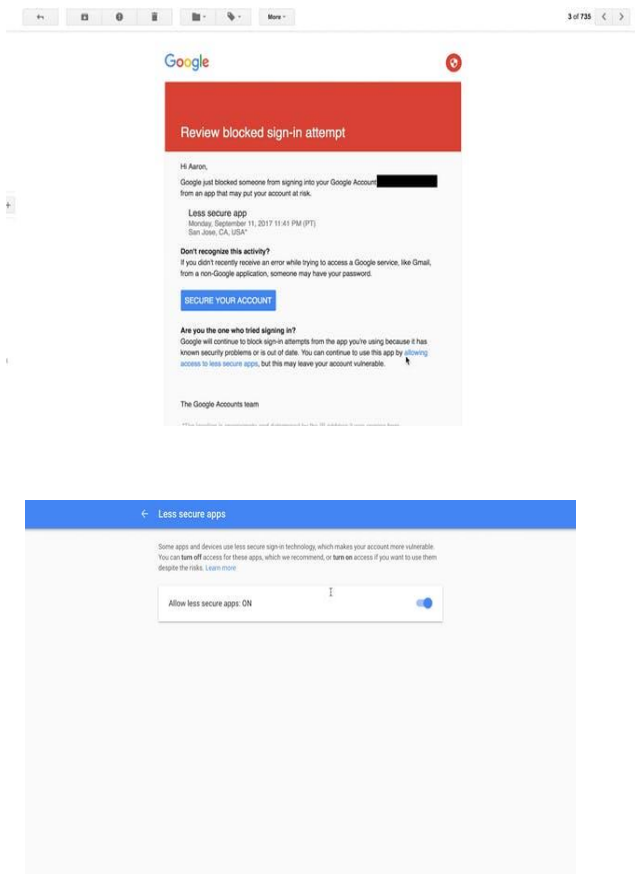 More
3 of 735
Google
Review blocked sign-in attempt
Hi Aaron,
Google just blocked someone from signing into your Google Account
from an app that may put your account at risk.
Less secure app
Monday, September 11, 2017 11:41 PM (PT)
San Jose, CA, USA*
Don't recognize this activity?
If you didn't recently receive an error while trying to access a Google service, like Gmail,
from a non-Google application, someone may have your password.
SECURE YOUR ACCOUNT
Are you the one who tried signing in?
Google will continue to block sign-in attempts from the app you're using because it has
known security problems or is out of date. You can continue to use this app by allowing
access to less secure apps, but this may leave your account vulnerable.
The Google Accounts team
Less secure apps
Some apps and devices use less secure sign-in technology, which makes your account more vulnerable.
You can turn off access for these apps, which we recommend, or turn on access if you want to use them
despite the risks. Learn more
Allow less secure apps: ON